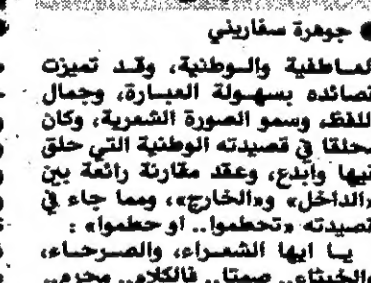 ● جوهرة سفاريني
العاطفية والوطنية، وقد تميزت
قصائده بسهولة العبارة، وجمال
اللفظ، وسمو الصورة الشعرية، وكان
محلقا في قصيدته الوطنية التي حلق
فيها وأبدع، وعقد مقارنة رائعة بين
«الداخل» و«الخارج»، ومما جاء في
قصيدته «تحطموا.. او حطموا» :
يا ايها الشعراء، والصرحاء،
والخبثاء.. صمتا.. فالكلام.. محرم..